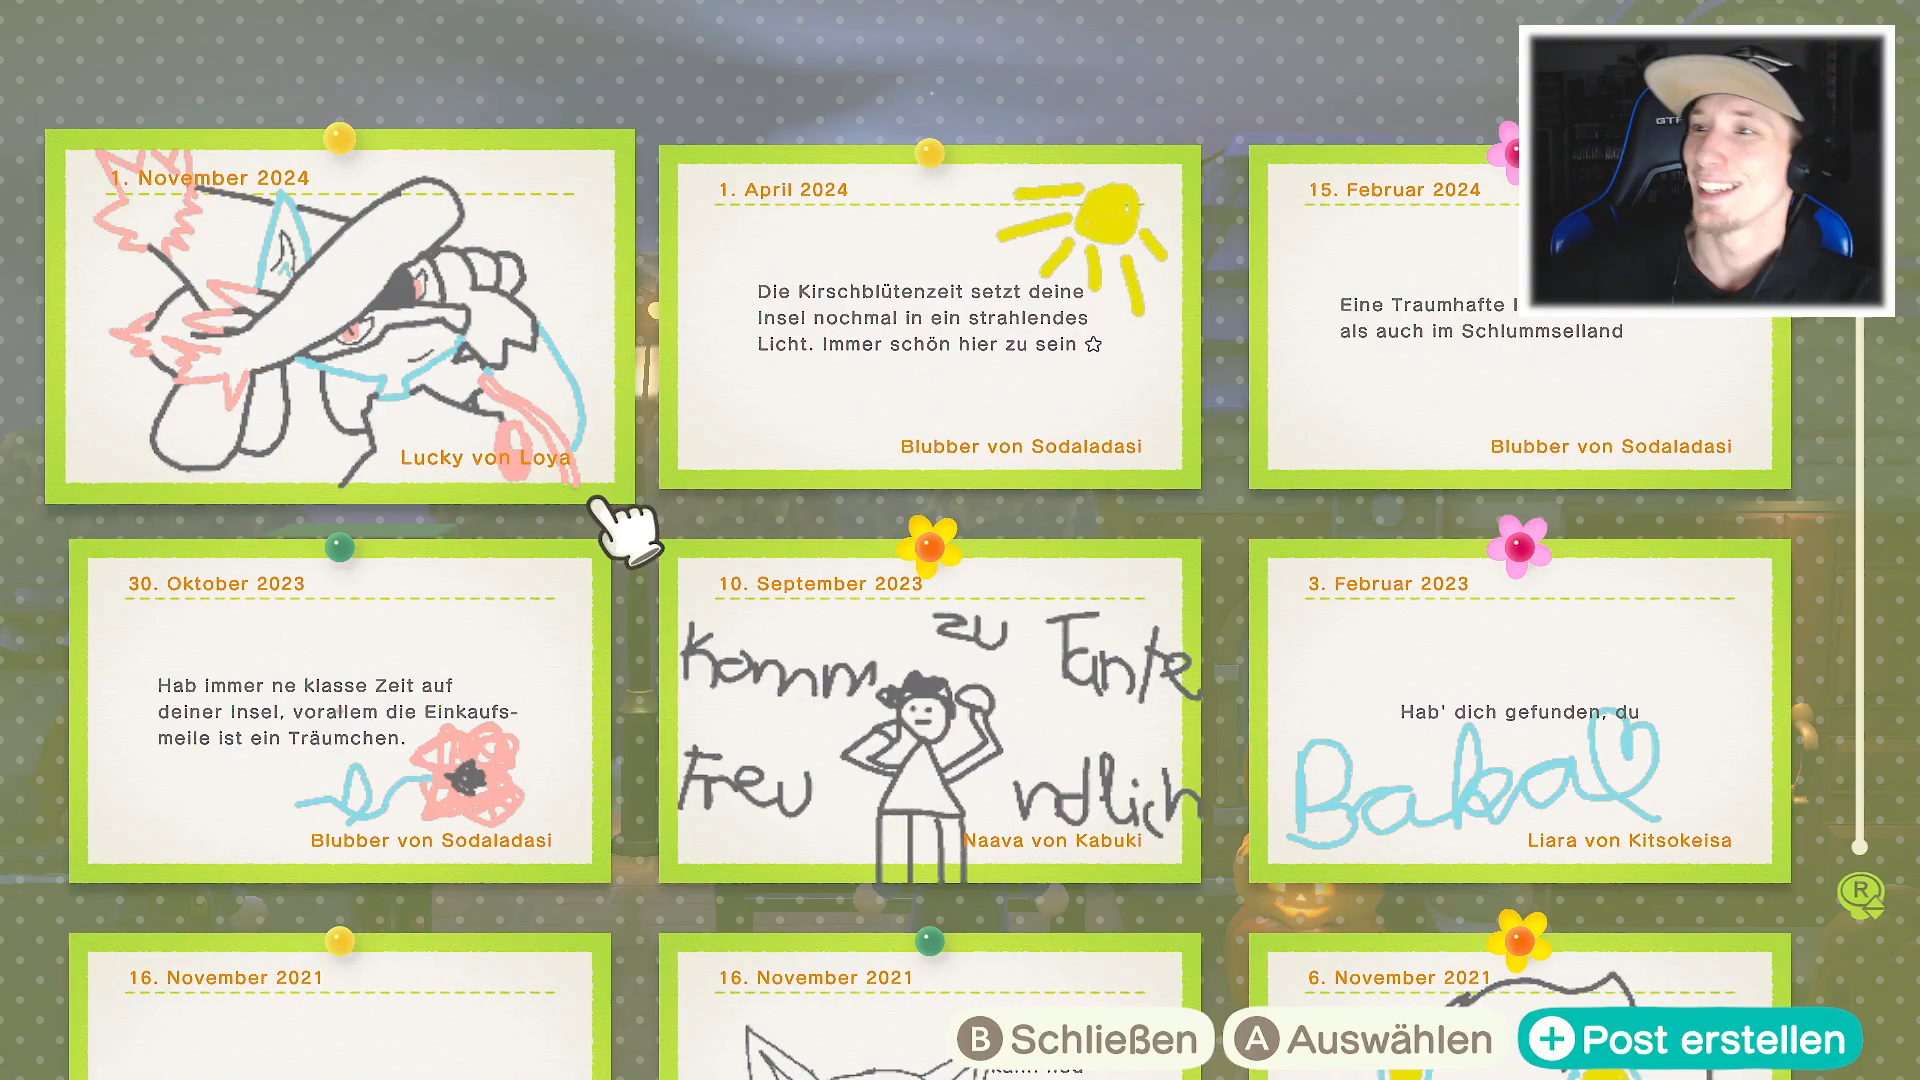 1. November 2024
Lucky von Loya
1. April 2024
Die Kirschblütenzeit setzt deine
Insel nochmal in ein strahlendes
Licht. Immer schön hier zu sein ☆
Blubber von Sodaladasi
15. Februar 2024
Eine Traumhafte
als auch im Schlummselland
Blubber von Sodaladasi
30. Oktober 2023
Hab immer ne klasse Zeit auf
deiner Insel, vorallem die Einkaufs-
meile ist ein Träumchen.
Blubber von Sodaladasi
10. September 2023
Komm zu Tante
Freu ndlich
Naava von Kabuki
3. Februar 2023
Hab' dich gefunden, du
Baka
Liara von Kitsokeisa
16. November 2021
16. November 2021
6. November 2021
B Schließen
A Auswählen
+ Post erstellen
R